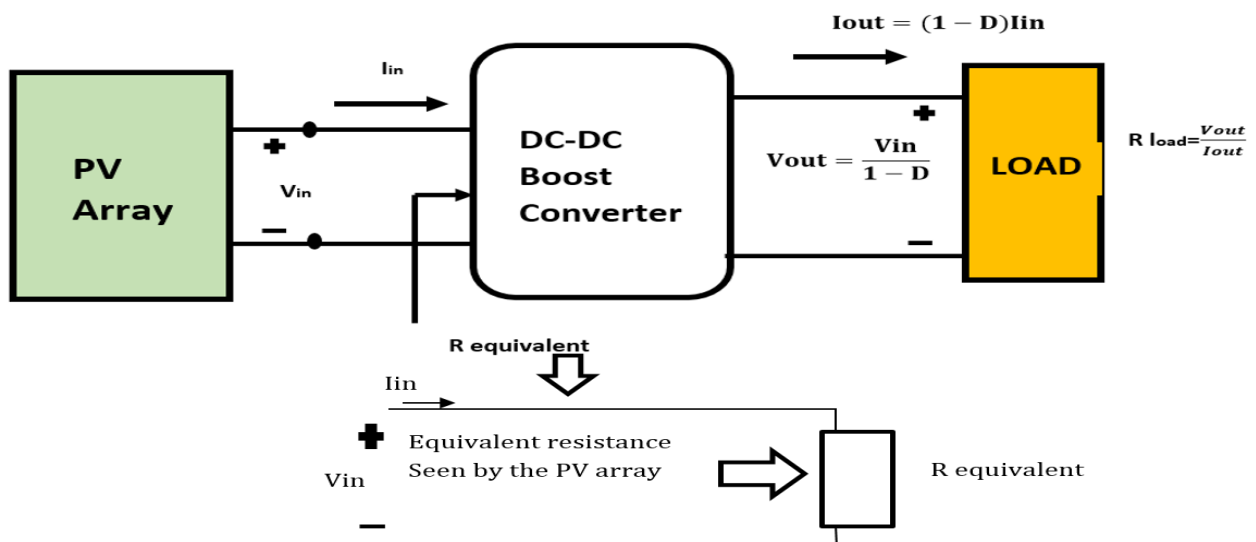 Iout = (1 − D)Iin
Iin
PV
Array
+
Vin
−
DC-DC
Boost
Converter
Vout = Vin / 1 − D
+
−
LOAD
R load=Vout/Iout
R equivalent
Iin
+
Equivalent resistance
Seen by the PV array
Vin
−
R equivalent